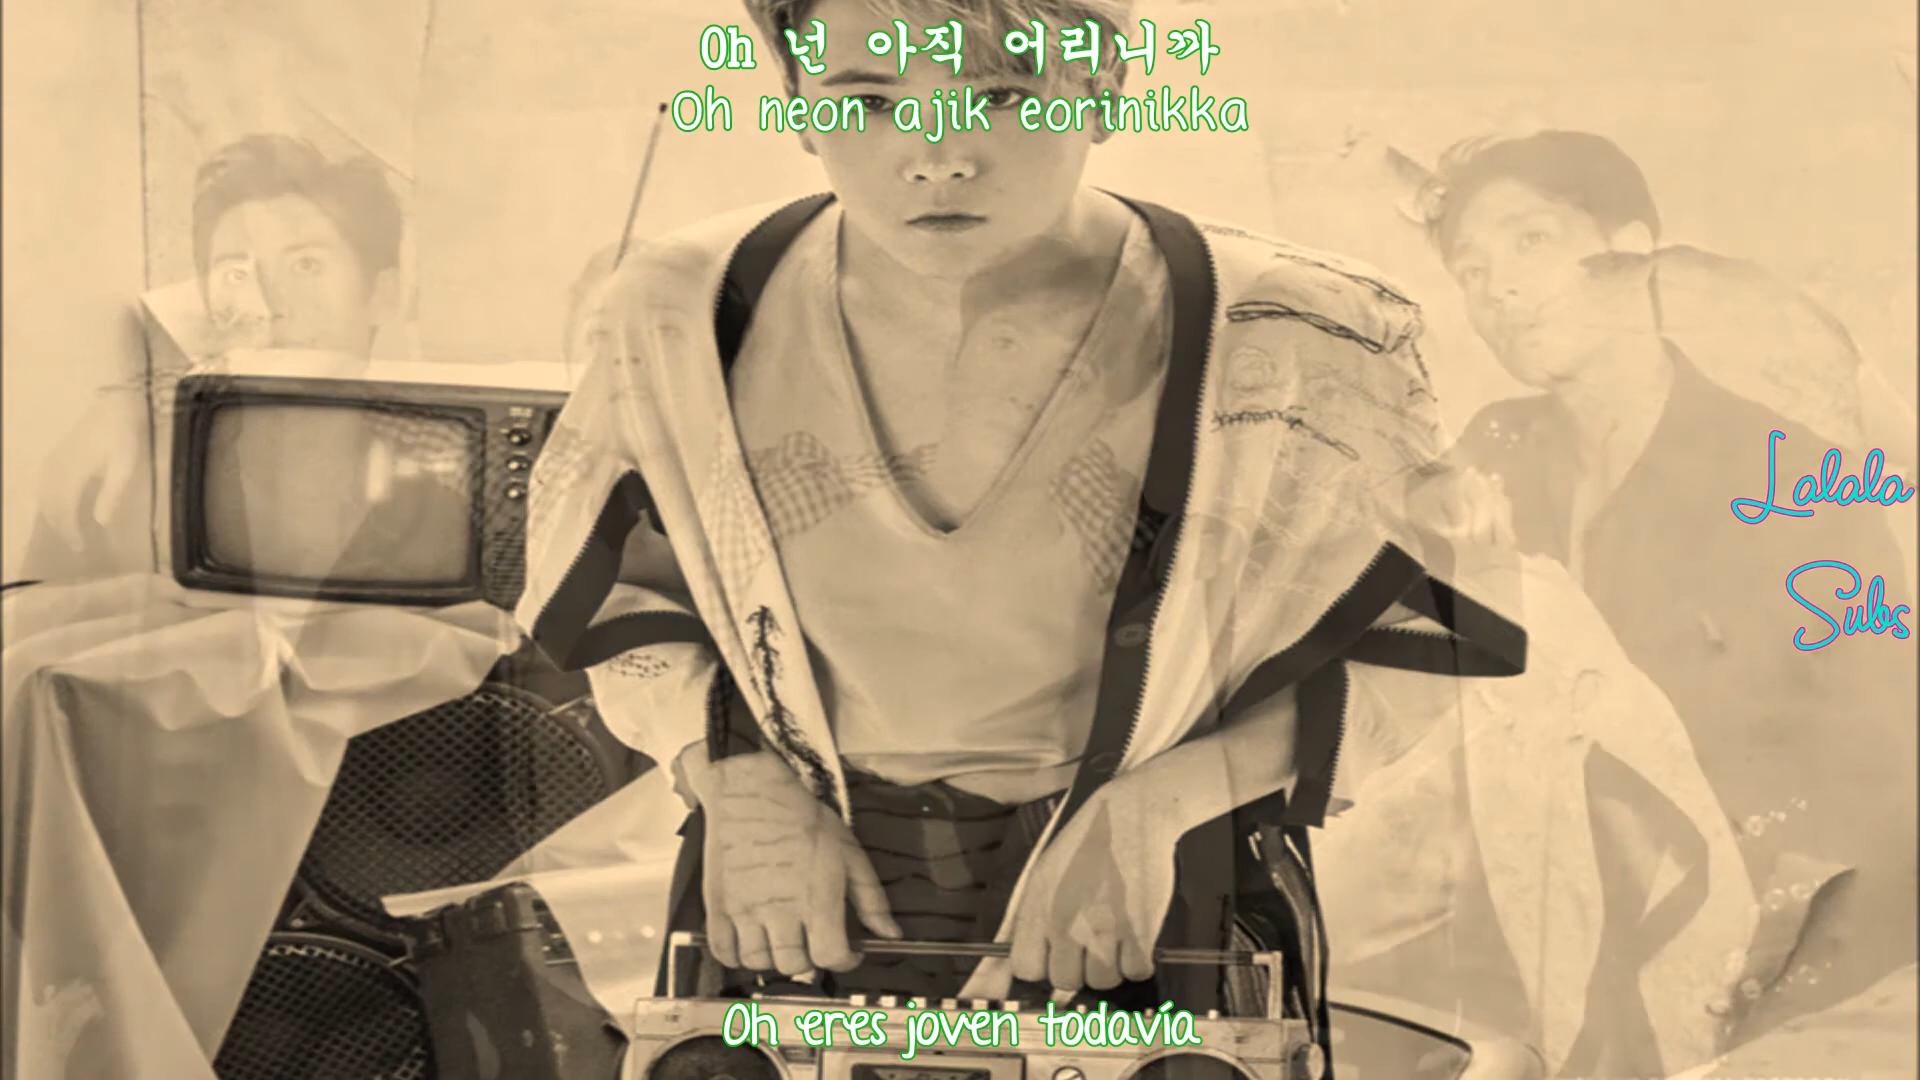 Oh 넌 아직 어리니까
Oh neon ajik eorinikka
Lalala
Subs
Oh eres joven todavía